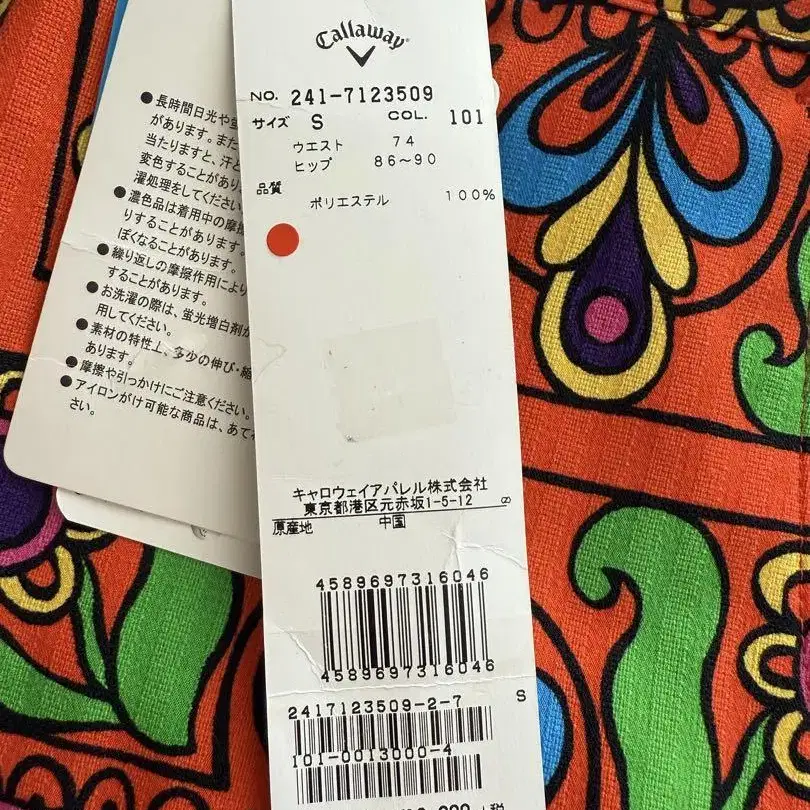 Callaway
NO. 241-7123509
サイズ S COL. 101
ウエスト 74
ヒップ 86～90
品質
ポリエステル 100%
キャロウェイアパレル株式会社
東京都港区元赤坂1-5-12
原産地 中国
4589697316046
4589697316046
2417123509-2-7 S
101-0013000-4
+税
●長時間日光や
があります。また
当たりますと、汗と
変色することがあり
濯処理をしてください
●濃色品は着用中の摩擦
りすることがあります。
ぽくなることがあります。
●繰り返しの摩擦作用により
することがあります。
●お洗濯の際は、蛍光増白剤が
用してください。
●素材の特性上、多少の伸び・縮
あります。
●摩擦や引っかけにご注意ください。
●アイロンがけ可能な商品は、あて
さい。